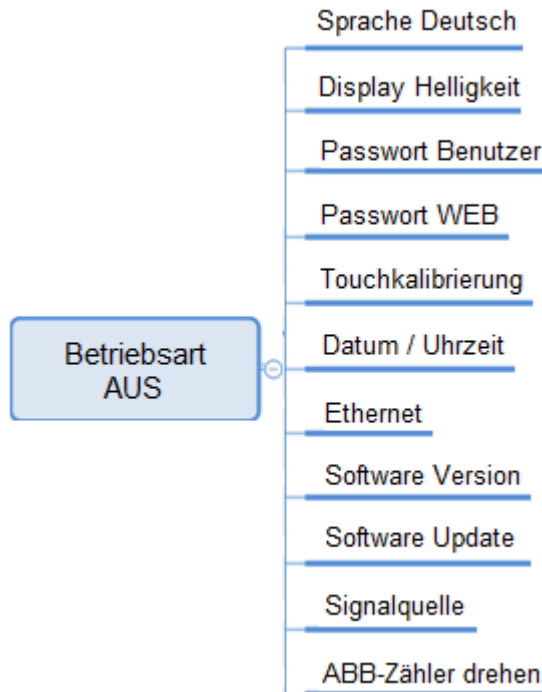 Sprache Deutsch
Display Helligkeit
Passwort Benutzer
Passwort WEB
Touchkalibrierung
Betriebsart
AUS
Datum / Uhrzeit
Ethernet
Software Version
Software Update
Signalquelle
ABB-Zähler drehen